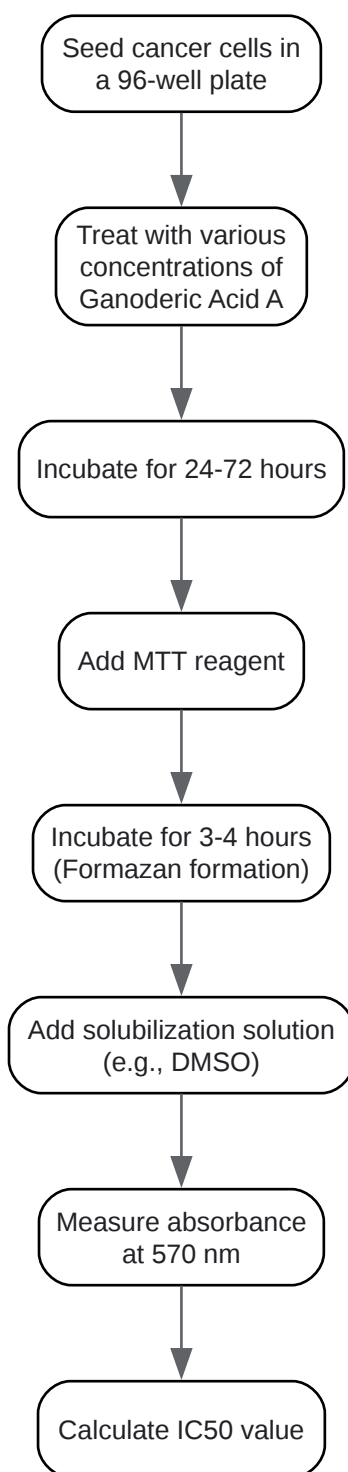 Seed cancer cells in
a 96-well plate
Treat with various
concentrations of
Ganoderic Acid A
Incubate for 24-72 hours
Add MTT reagent
Incubate for 3-4 hours
(Formazan formation)
Add solubilization solution
(e.g., DMSO)
Measure absorbance
at 570 nm
Calculate IC50 value